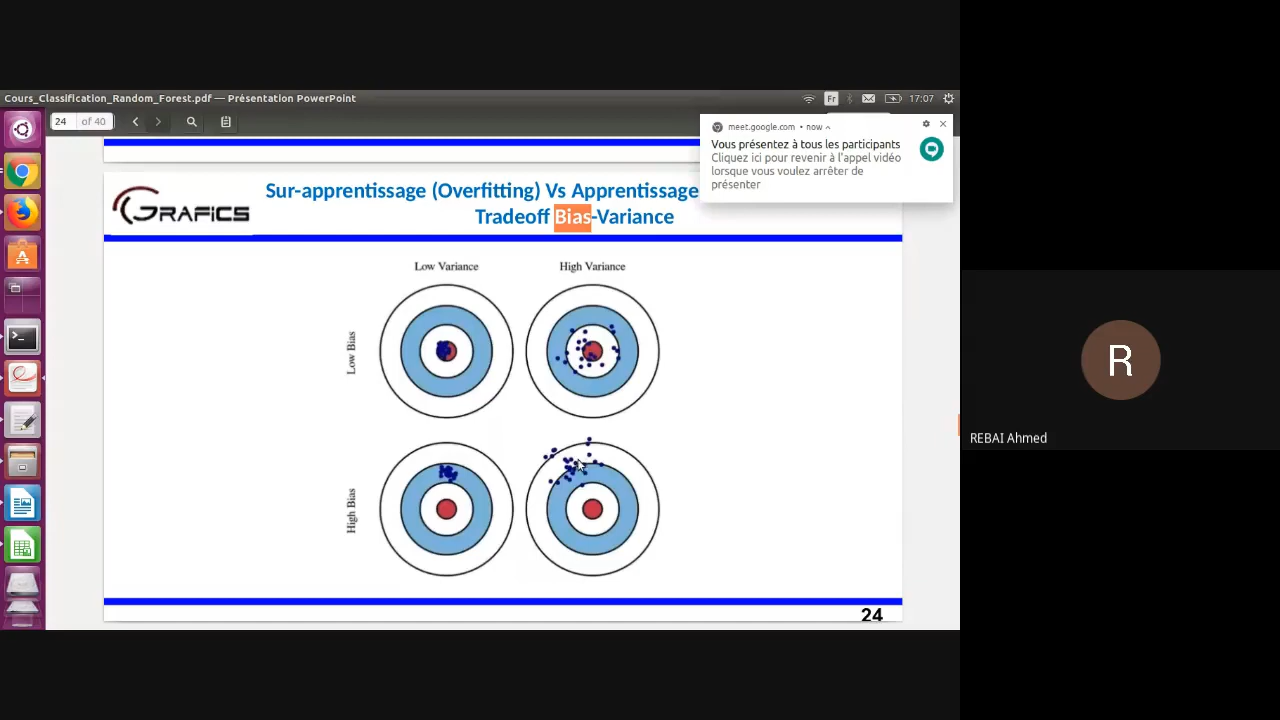 Cours_Classification_Random_Forest.pdf — Présentation PowerPoint
Fr
17:07
24 of 40
meet.google.com • now
Vous présentez à tous les participants
Cliquez ici pour revenir à l'appel vidéo
lorsque vous voulez arrêter de
présenter
GRAFICS
Sur-apprentissage (Overfitting) Vs Apprentissage
Tradeoff Bias-Variance
Low Variance
High Variance
Low Bias
High Bias
24
R
REBAI Ahmed